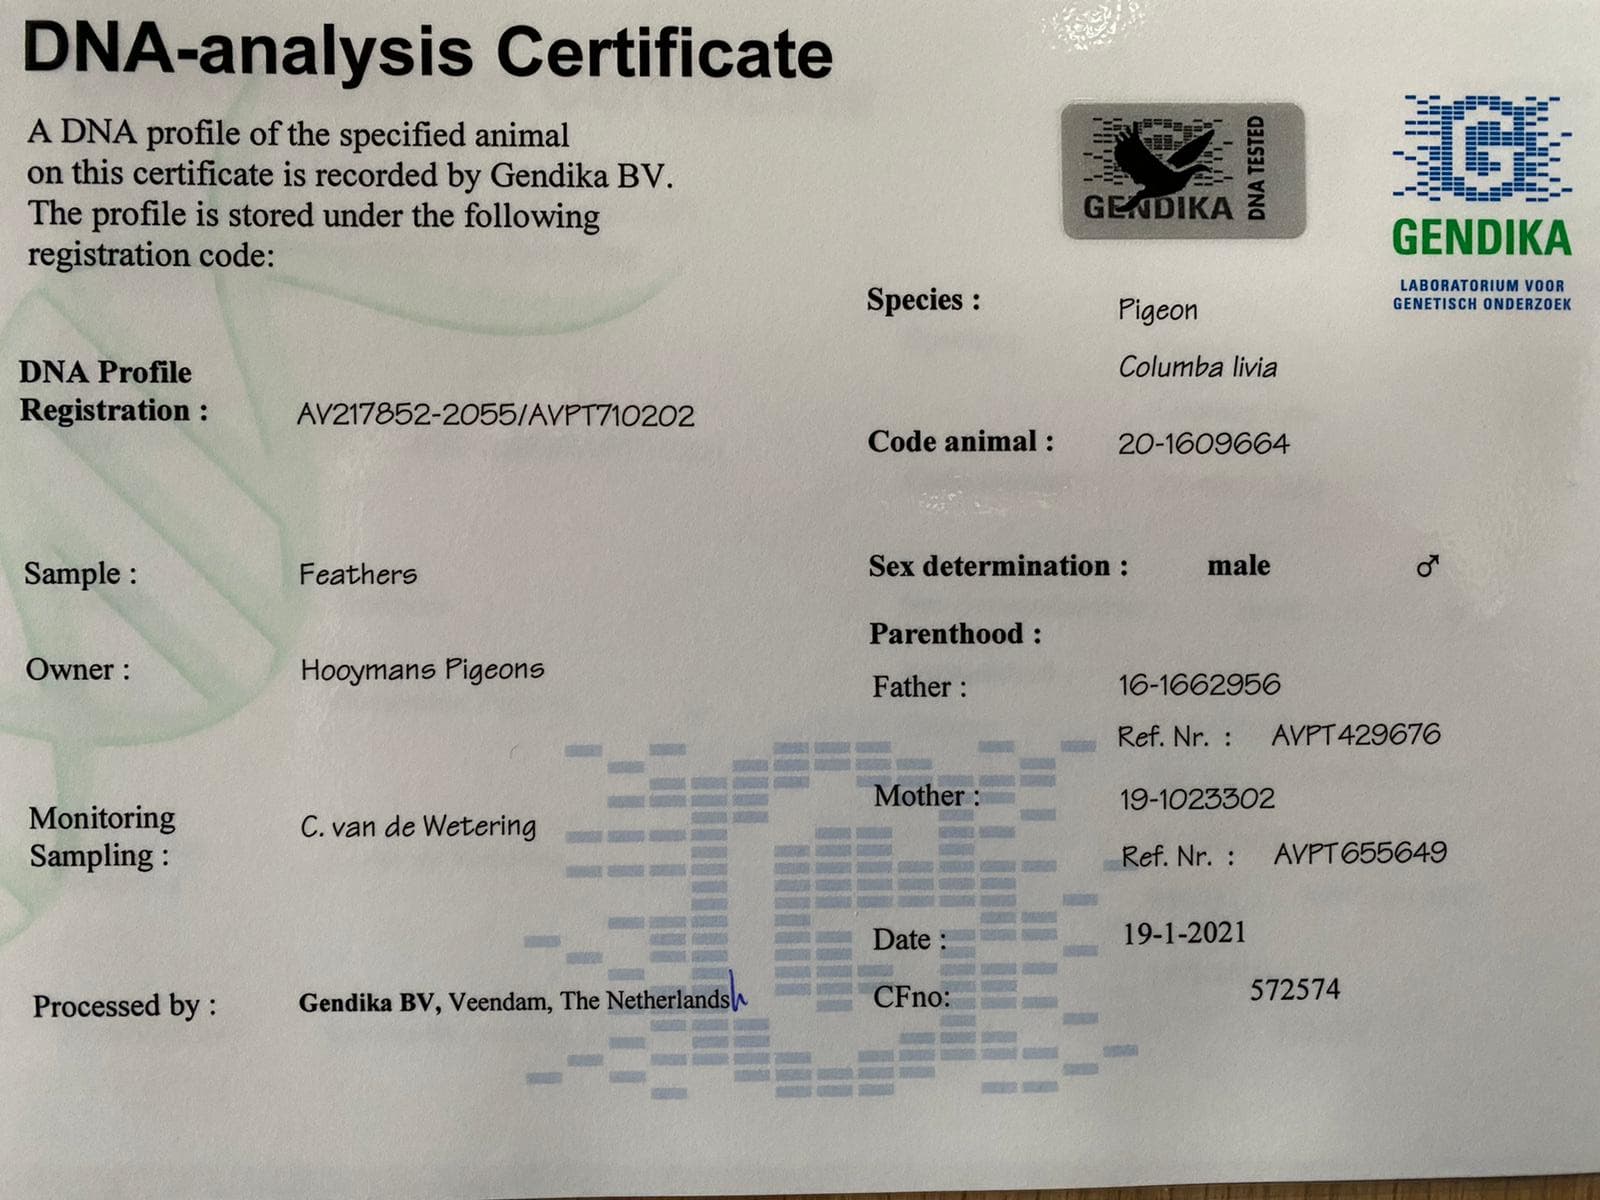 DNA-analysis Certificate
A DNA profile of the specified animal
on this certificate is recorded by Gendika BV.
The profile is stored under the following
registration code:
GENDIKA
DNA TESTED
GENDIKA
LABORATORIUM VOOR
GENETISCH ONDERZOEK
DNA Profile
Registration : AV217852-2055/AVPT710202
Sample : Feathers
Owner : Hooymans Pigeons
Monitoring
Sampling : C. van de Wetering
Processed by : Gendika BV, Veendam, The Netherlands
Species : Pigeon
Columba livia
Code animal : 20-1609664
Sex determination : male ♂
Parenthood :
Father : 16-1662956
Ref. Nr. : AVPT429676
Mother : 19-1023302
Ref. Nr. : AVPT655649
Date : 19-1-2021
CFno: 572574